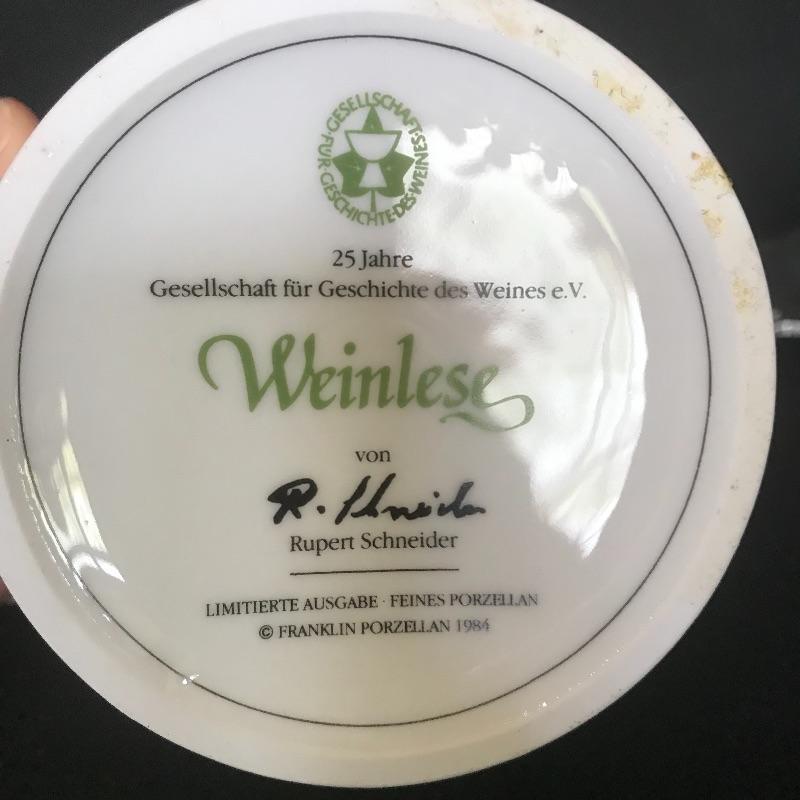 GESELLSCHAFT·FÜR·GESCHICHTE·DES·WEINES
25 Jahre
Gesellschaft für Geschichte des Weines e.V.
Weinlese
von
R. Schneider
Rupert Schneider
LIMITIERTE AUSGABE · FEINES PORZELLAN
© FRANKLIN PORZELLAN 1984